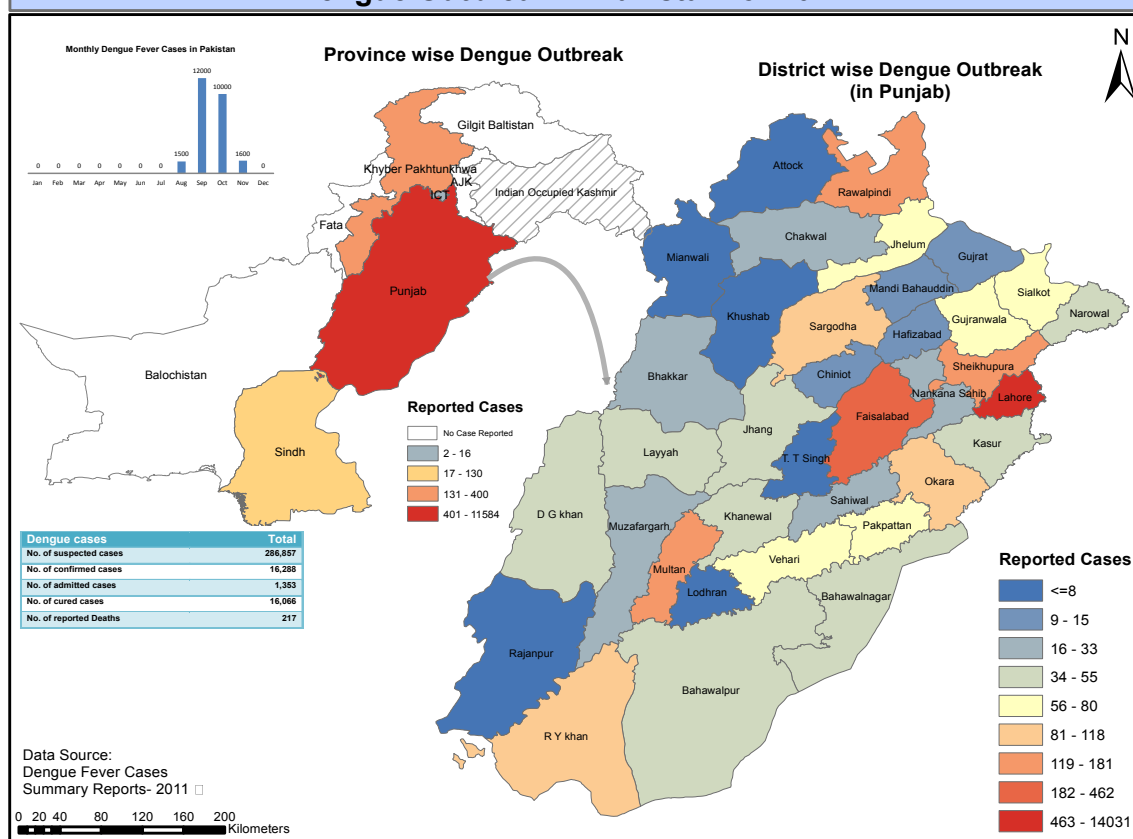 Monthly Dengue Fever Cases in Pakistan
12000
10000
1500
1600
0 0 0 0 0 0 0 0
Jan Feb Mar Apr May Jun Jul Aug Sep Oct Nov Dec
Province wise Dengue Outbreak
Gilgit Baltistan
Khyber Pakhtunkhwa
AJK
ICT
Indian Occupied Kashmir
Fata
Punjab
Balochistan
Sindh
Reported Cases
No Case Reported
2 - 16
17 - 130
131 - 400
401 - 11584
Dengue cases Total
No. of suspected cases 286,857
No. of confirmed cases 16,288
No. of admitted cases 1,353
No. of cured cases 16,066
No. of reported Deaths 217
Data Source:
Dengue Fever Cases
Summary Reports- 2011
0 20 40 80 120 160 200
Kilometers
District wise Dengue Outbreak
(in Punjab)
N
Attock
Rawalpindi
Chakwal
Jhelum
Mianwali
Gujrat
Mandi Bahauddin
Sialkot
Khushab
Sargodha
Gujranwala
Narowal
Hafizabad
Sheikhupura
Bhakkar
Chiniot
Nankana Sahib
Lahore
Faisalabad
Jhang
Kasur
Layyah
T. T Singh
Okara
Sahiwal
D G khan
Muzafargarh
Khanewal
Pakpattan
Vehari
Multan
Lodhran
Bahawalnagar
Rajanpur
Bahawalpur
R Y khan
Reported Cases
<=8
9 - 15
16 - 33
34 - 55
56 - 80
81 - 118
119 - 181
182 - 462
463 - 14031